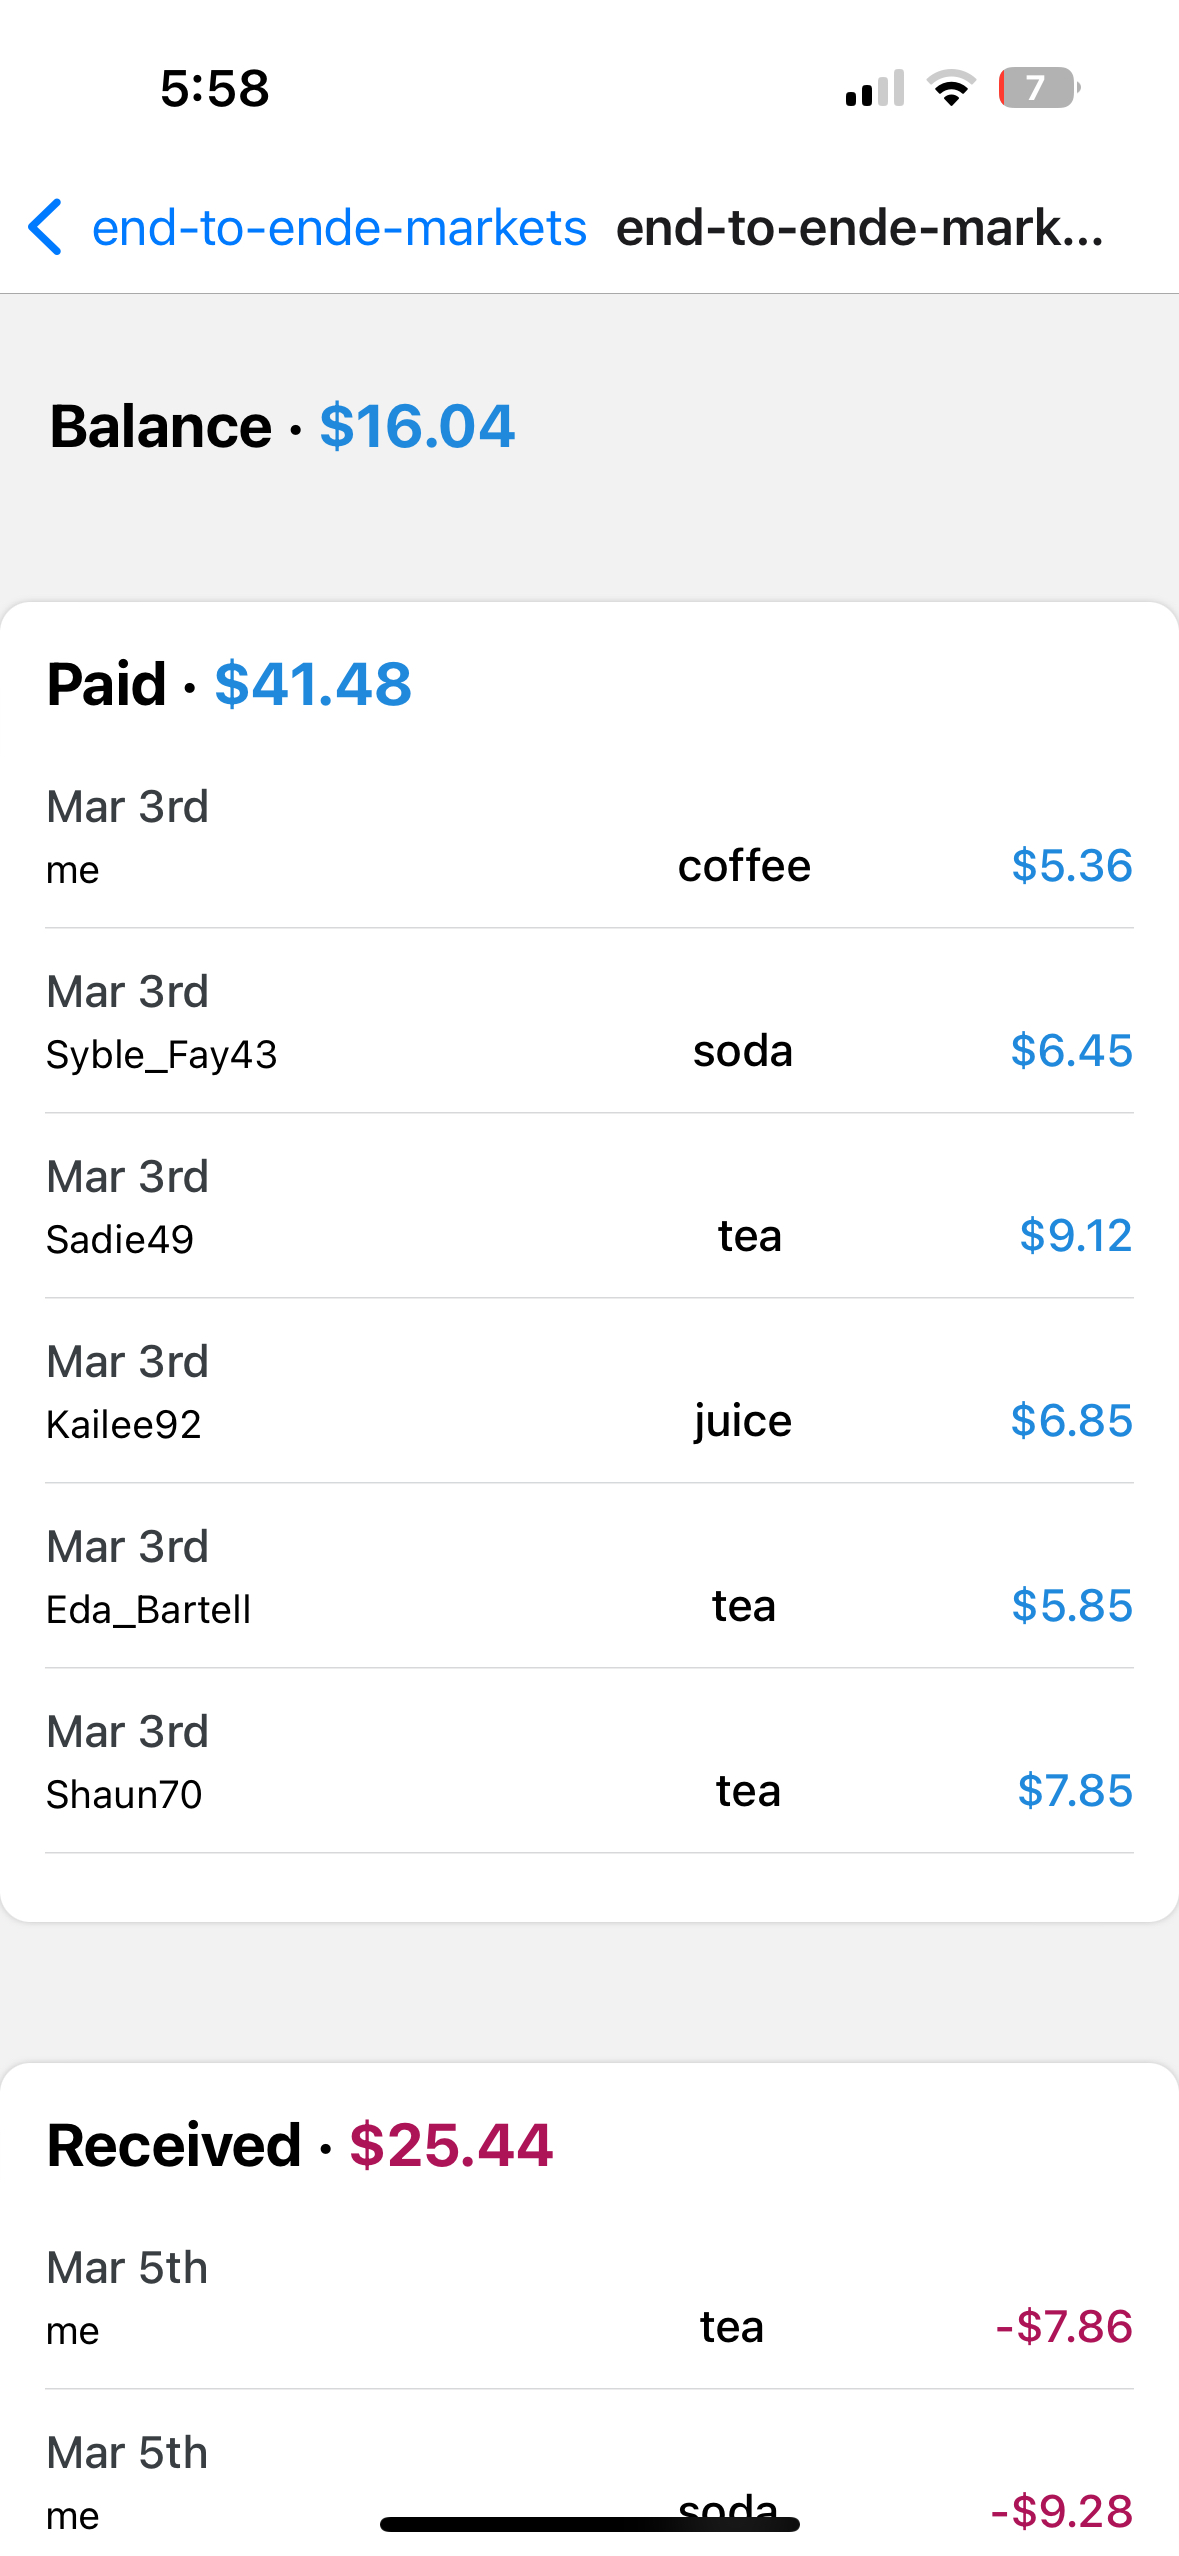 5:58
7
end-to-ende-markets end-to-ende-mark...
Balance · $16.04
Paid · $41.48
Mar 3rd
me coffee $5.36
Mar 3rd
Syble_Fay43 soda $6.45
Mar 3rd
Sadie49 tea $9.12
Mar 3rd
Kailee92 juice $6.85
Mar 3rd
Eda_Bartell tea $5.85
Mar 3rd
Shaun70 tea $7.85
Received · $25.44
Mar 5th
me tea -$7.86
Mar 5th
me soda -$9.28